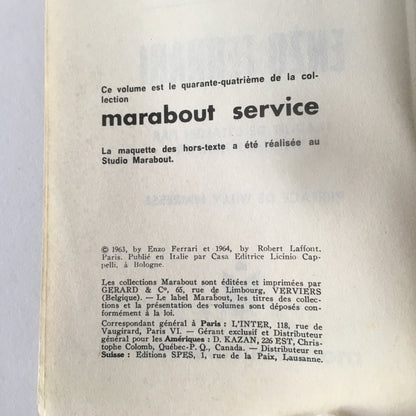 Ce volume est le quarante-quatrième de la col-
lection
marabout service
La maquette des hors-texte a été réalisée au
Studio Marabout.
© 1963, by Enzo Ferrari et 1964, by Robert Laffont.
Paris. Publié en Italie par Casa Editrice Licinio Cap-
pelli, à Bologne.
Les collections Marabout sont éditées et imprimées par
GERARD & Cº, 65, rue de Limbourg, VERVIERS
(Belgique). — Le label Marabout, les titres des collec-
tions et la présentation des volumes sont déposés con-
formément à la loi.
Correspondant général à Paris : L'INTER, 118, rue de
Vaugirard, Paris VI. — Gérant exclusif et Distributeur
général pour les Amériques : D. KAZAN, 226 EST, Chris-
tophe Colomb, Québec-P. Q., Canada. — Distributeur en
Suisse : Editions SPES, 1, rue de la Paix, Lausanne.